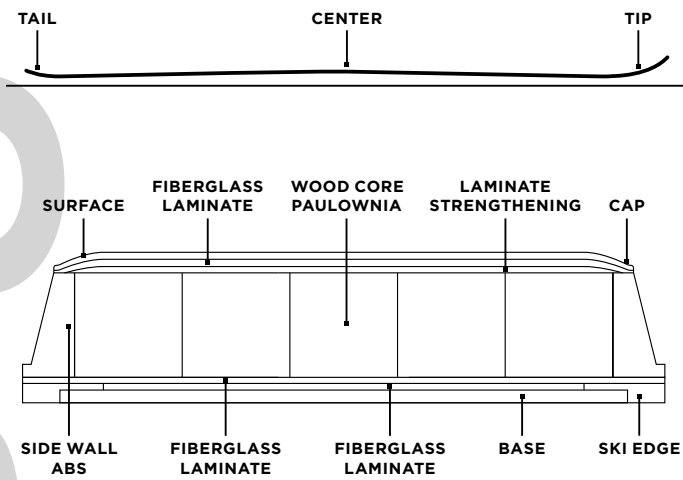 TAIL CENTER TIP
FIBERGLASS WOOD CORE LAMINATE
SURFACE LAMINATE PAULOWNIA STRENGTHENING CAP
SIDE WALL FIBERGLASS FIBERGLASS BASE SKI EDGE
ABS LAMINATE LAMINATE